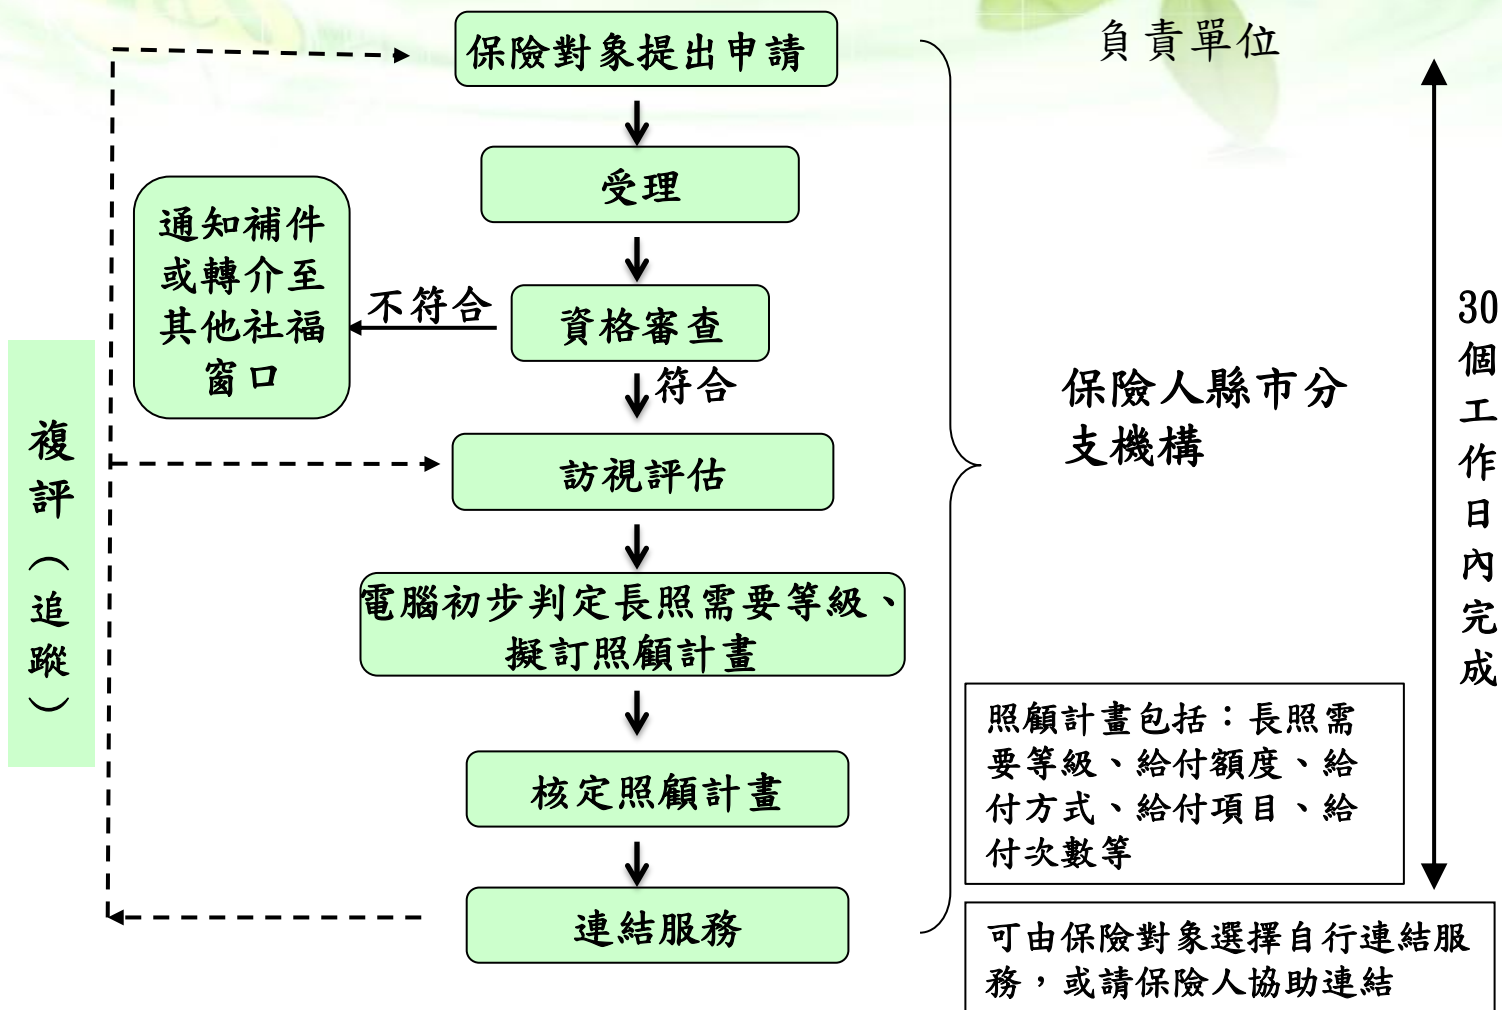 負責單位
保險對象提出申請
受理
通知補件
或轉介至
其他社福
窗口
不符合
資格審查
符合
訪視評估
電腦初步判定長照需要等級、
擬訂照顧計畫
核定照顧計畫
連結服務
複評（追蹤）
保險人縣市分
支機構
30個工作日內完成
照顧計畫包括：長照需
要等級、給付額度、給
付方式、給付項目、給
付次數等
可由保險對象選擇自行連結服
務，或請保險人協助連結